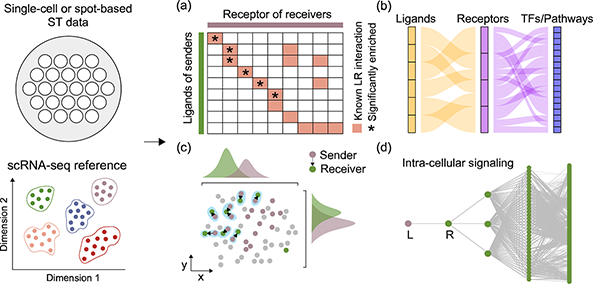 Single-cell or spot-based
ST data
scRNA-seq reference
Dimension 2
Dimension 1
(a)
Receptor of receivers
Ligands of senders
* Significantly enriched
Known LR interaction
(b)
Ligands
Receptors
TFs/Pathways
(c)
Sender
Receiver
y
x
(d)
Intra-cellular signaling
L
R